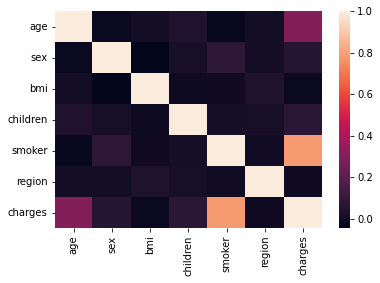 age
sex
bmi
children
smoker
region
charges
age
sex
bmi
children
smoker
region
charges
1.0
0.8
0.6
0.4
0.2
0.0